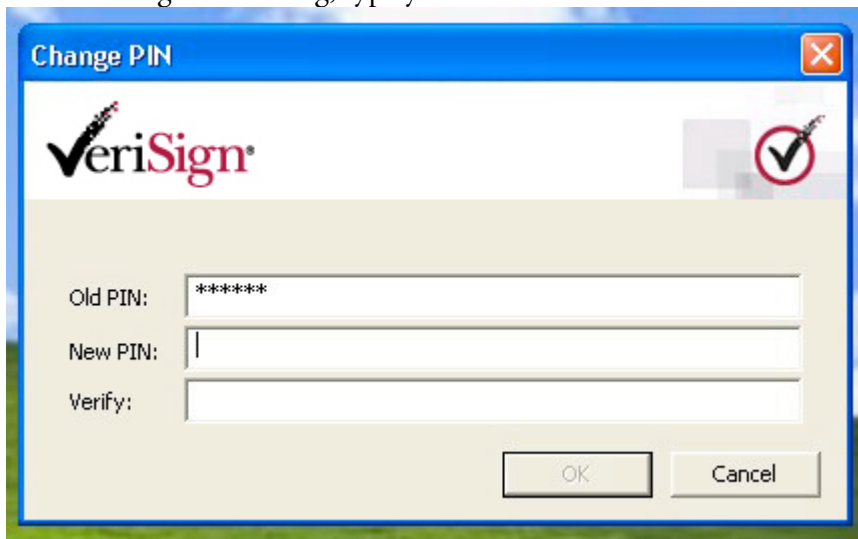 Change PIN
VeriSign®
Old PIN: ******
New PIN:
Verify:
OK Cancel